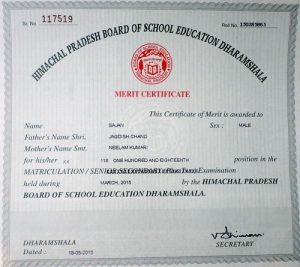 Sr. No. 117519
Roll No.
HIMACHAL PRADESH BOARD OF SCHOOL EDUCATION DHARAMSHALA
MERIT CERTIFICATE
This Certificate of Merit is awarded to
Name SAJAN Sex : MALE
Father's Name Shri. JAGDISH CHAND
Mother's Name Smt. NEELAM KUMARI
for his/her xx 118 ONE HUNDRED AND EIGHTEENTH position in the
MATRICULATION / SENIOR SECONDARY (Plus Two) Examination
held during MARCH, 2015 by the HIMACHAL PRADESH
BOARD OF SCHOOL EDUCATION DHARAMSHALA.
DHARAMSHALA
SECRETARY
Dated :